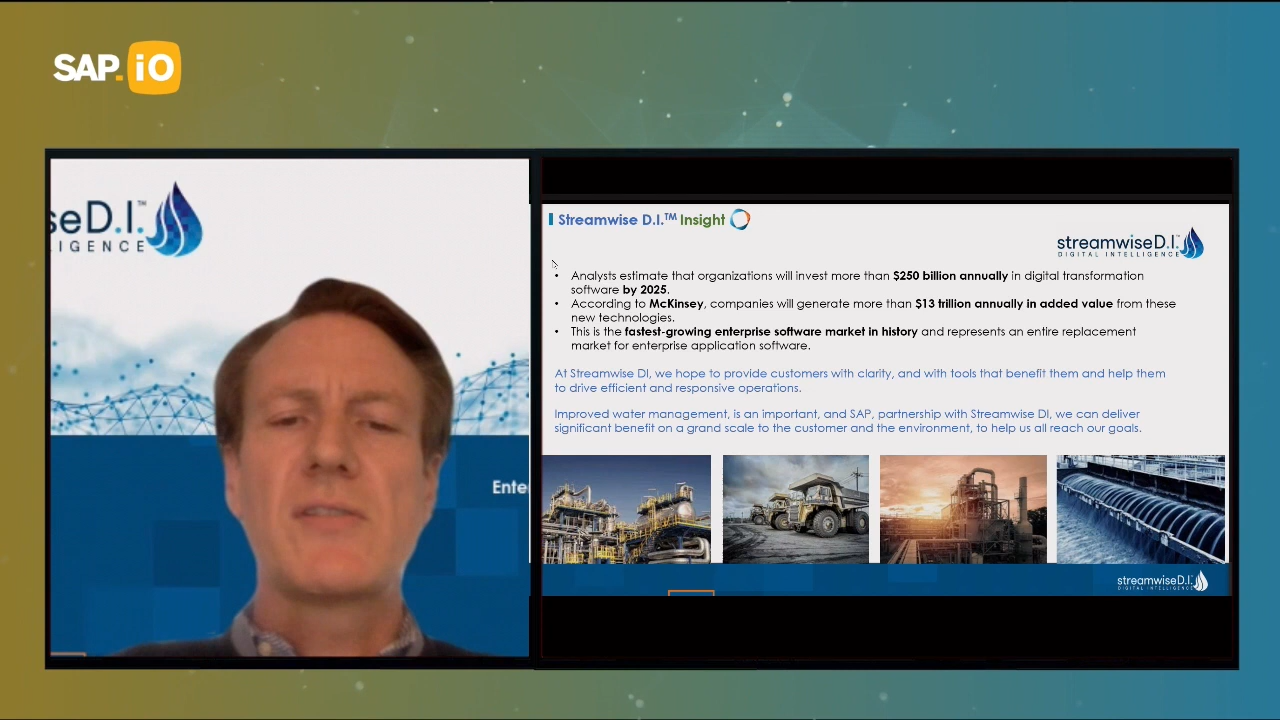 SAP.iO
seD.I.™
LIGENCE
Ente
Streamwise D.I.™ Insight
streamwiseD.I.™
DIGITAL INTELLIGENCE
• Analysts estimate that organizations will invest more than $250 billion annually in digital transformation
software by 2025.
• According to McKinsey, companies will generate more than $13 trillion annually in added value from these
new technologies.
• This is the fastest-growing enterprise software market in history and represents an entire replacement
market for enterprise application software.
At Streamwise DI, we hope to provide customers with clarity, and with tools that benefit them and help them
to drive efficient and responsive operations.
Improved water management, is an important, and SAP, partnership with Streamwise DI, we can deliver
significant benefit on a grand scale to the customer and the environment, to help us all reach our goals.
streamwiseD.I.
DIGITAL INTELLIGENCE